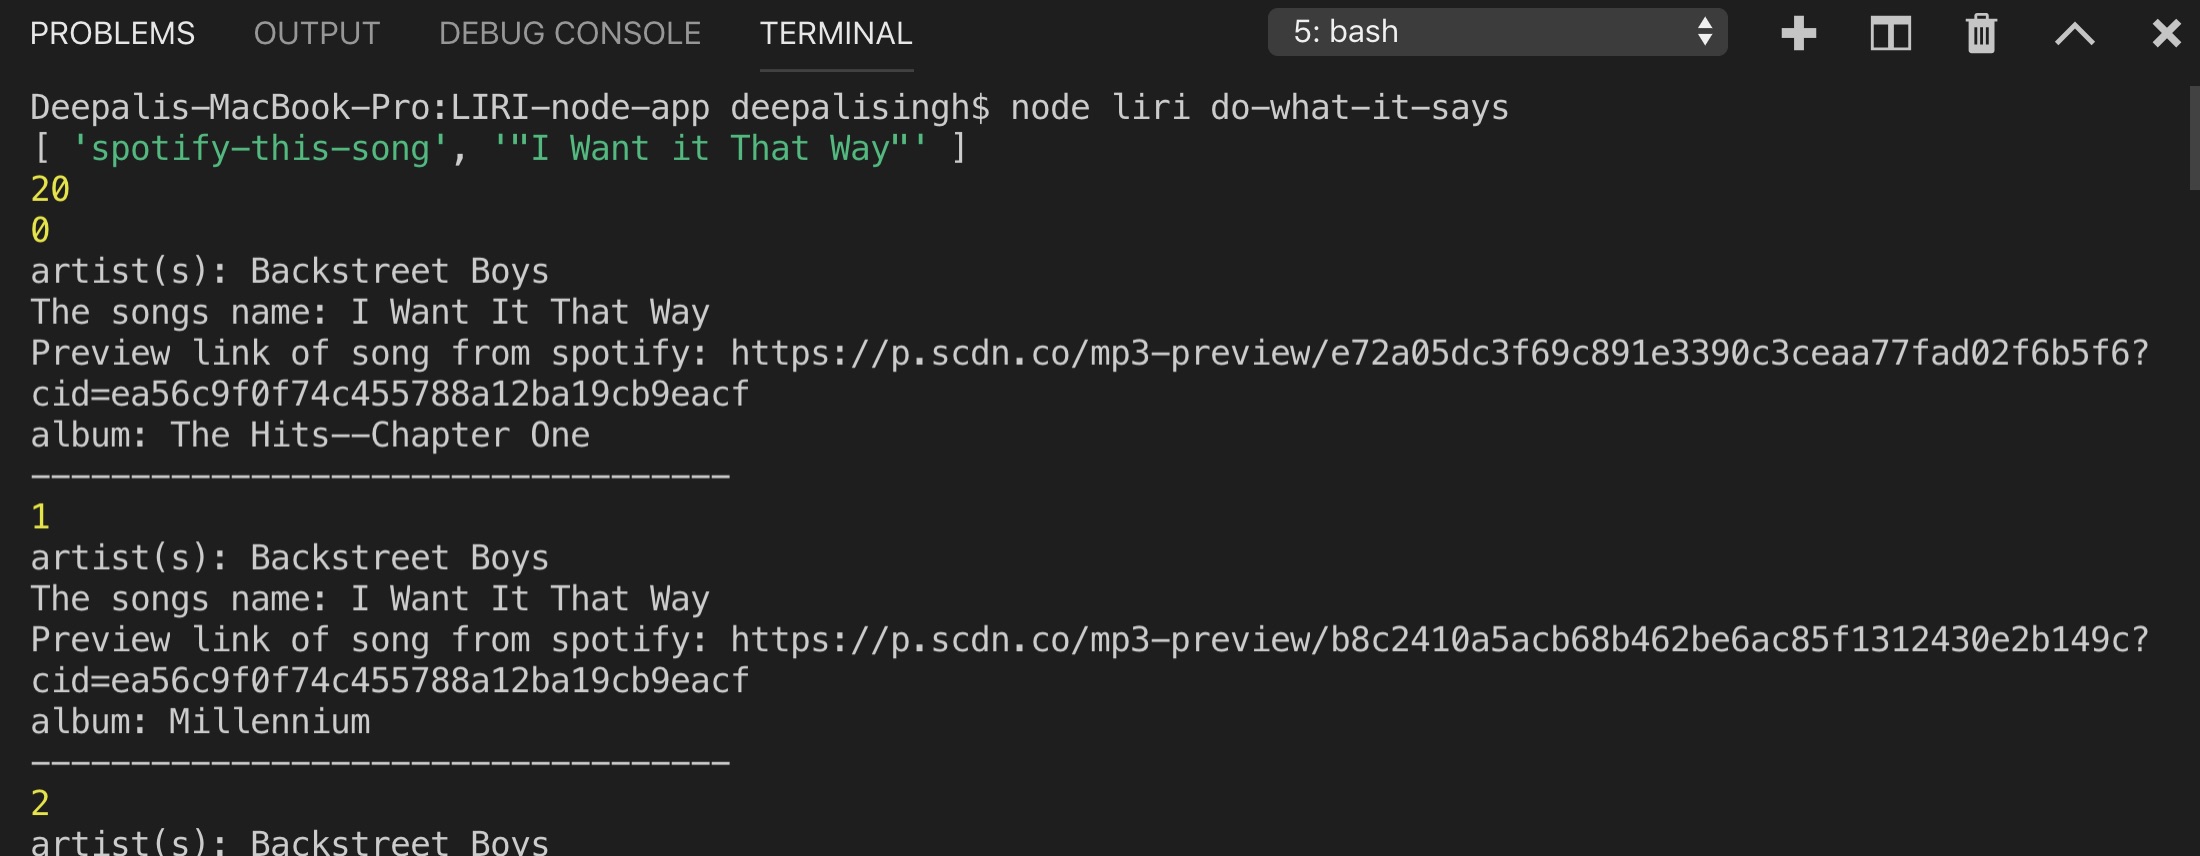 PROBLEMS OUTPUT DEBUG CONSOLE TERMINAL 5: bash
Deepalis-MacBook-Pro:LIRI-node-app deepalisingh$ node liri do-what-it-says
[ 'spotify-this-song', '"I Want it That Way"' ]
20
0
artist(s): Backstreet Boys
The songs name: I Want It That Way
Preview link of song from spotify: https://p.scdn.co/mp3-preview/e72a05dc3f69c891e3390c3ceaa77fad02f6b5f6?
cid=ea56c9f0f74c455788a12ba19cb9eacf
album: The Hits--Chapter One
-----------------------------------
1
artist(s): Backstreet Boys
The songs name: I Want It That Way
Preview link of song from spotify: https://p.scdn.co/mp3-preview/b8c2410a5acb68b462be6ac85f1312430e2b149c?
cid=ea56c9f0f74c455788a12ba19cb9eacf
album: Millennium
-----------------------------------
2
artist(s): Backstreet Boys